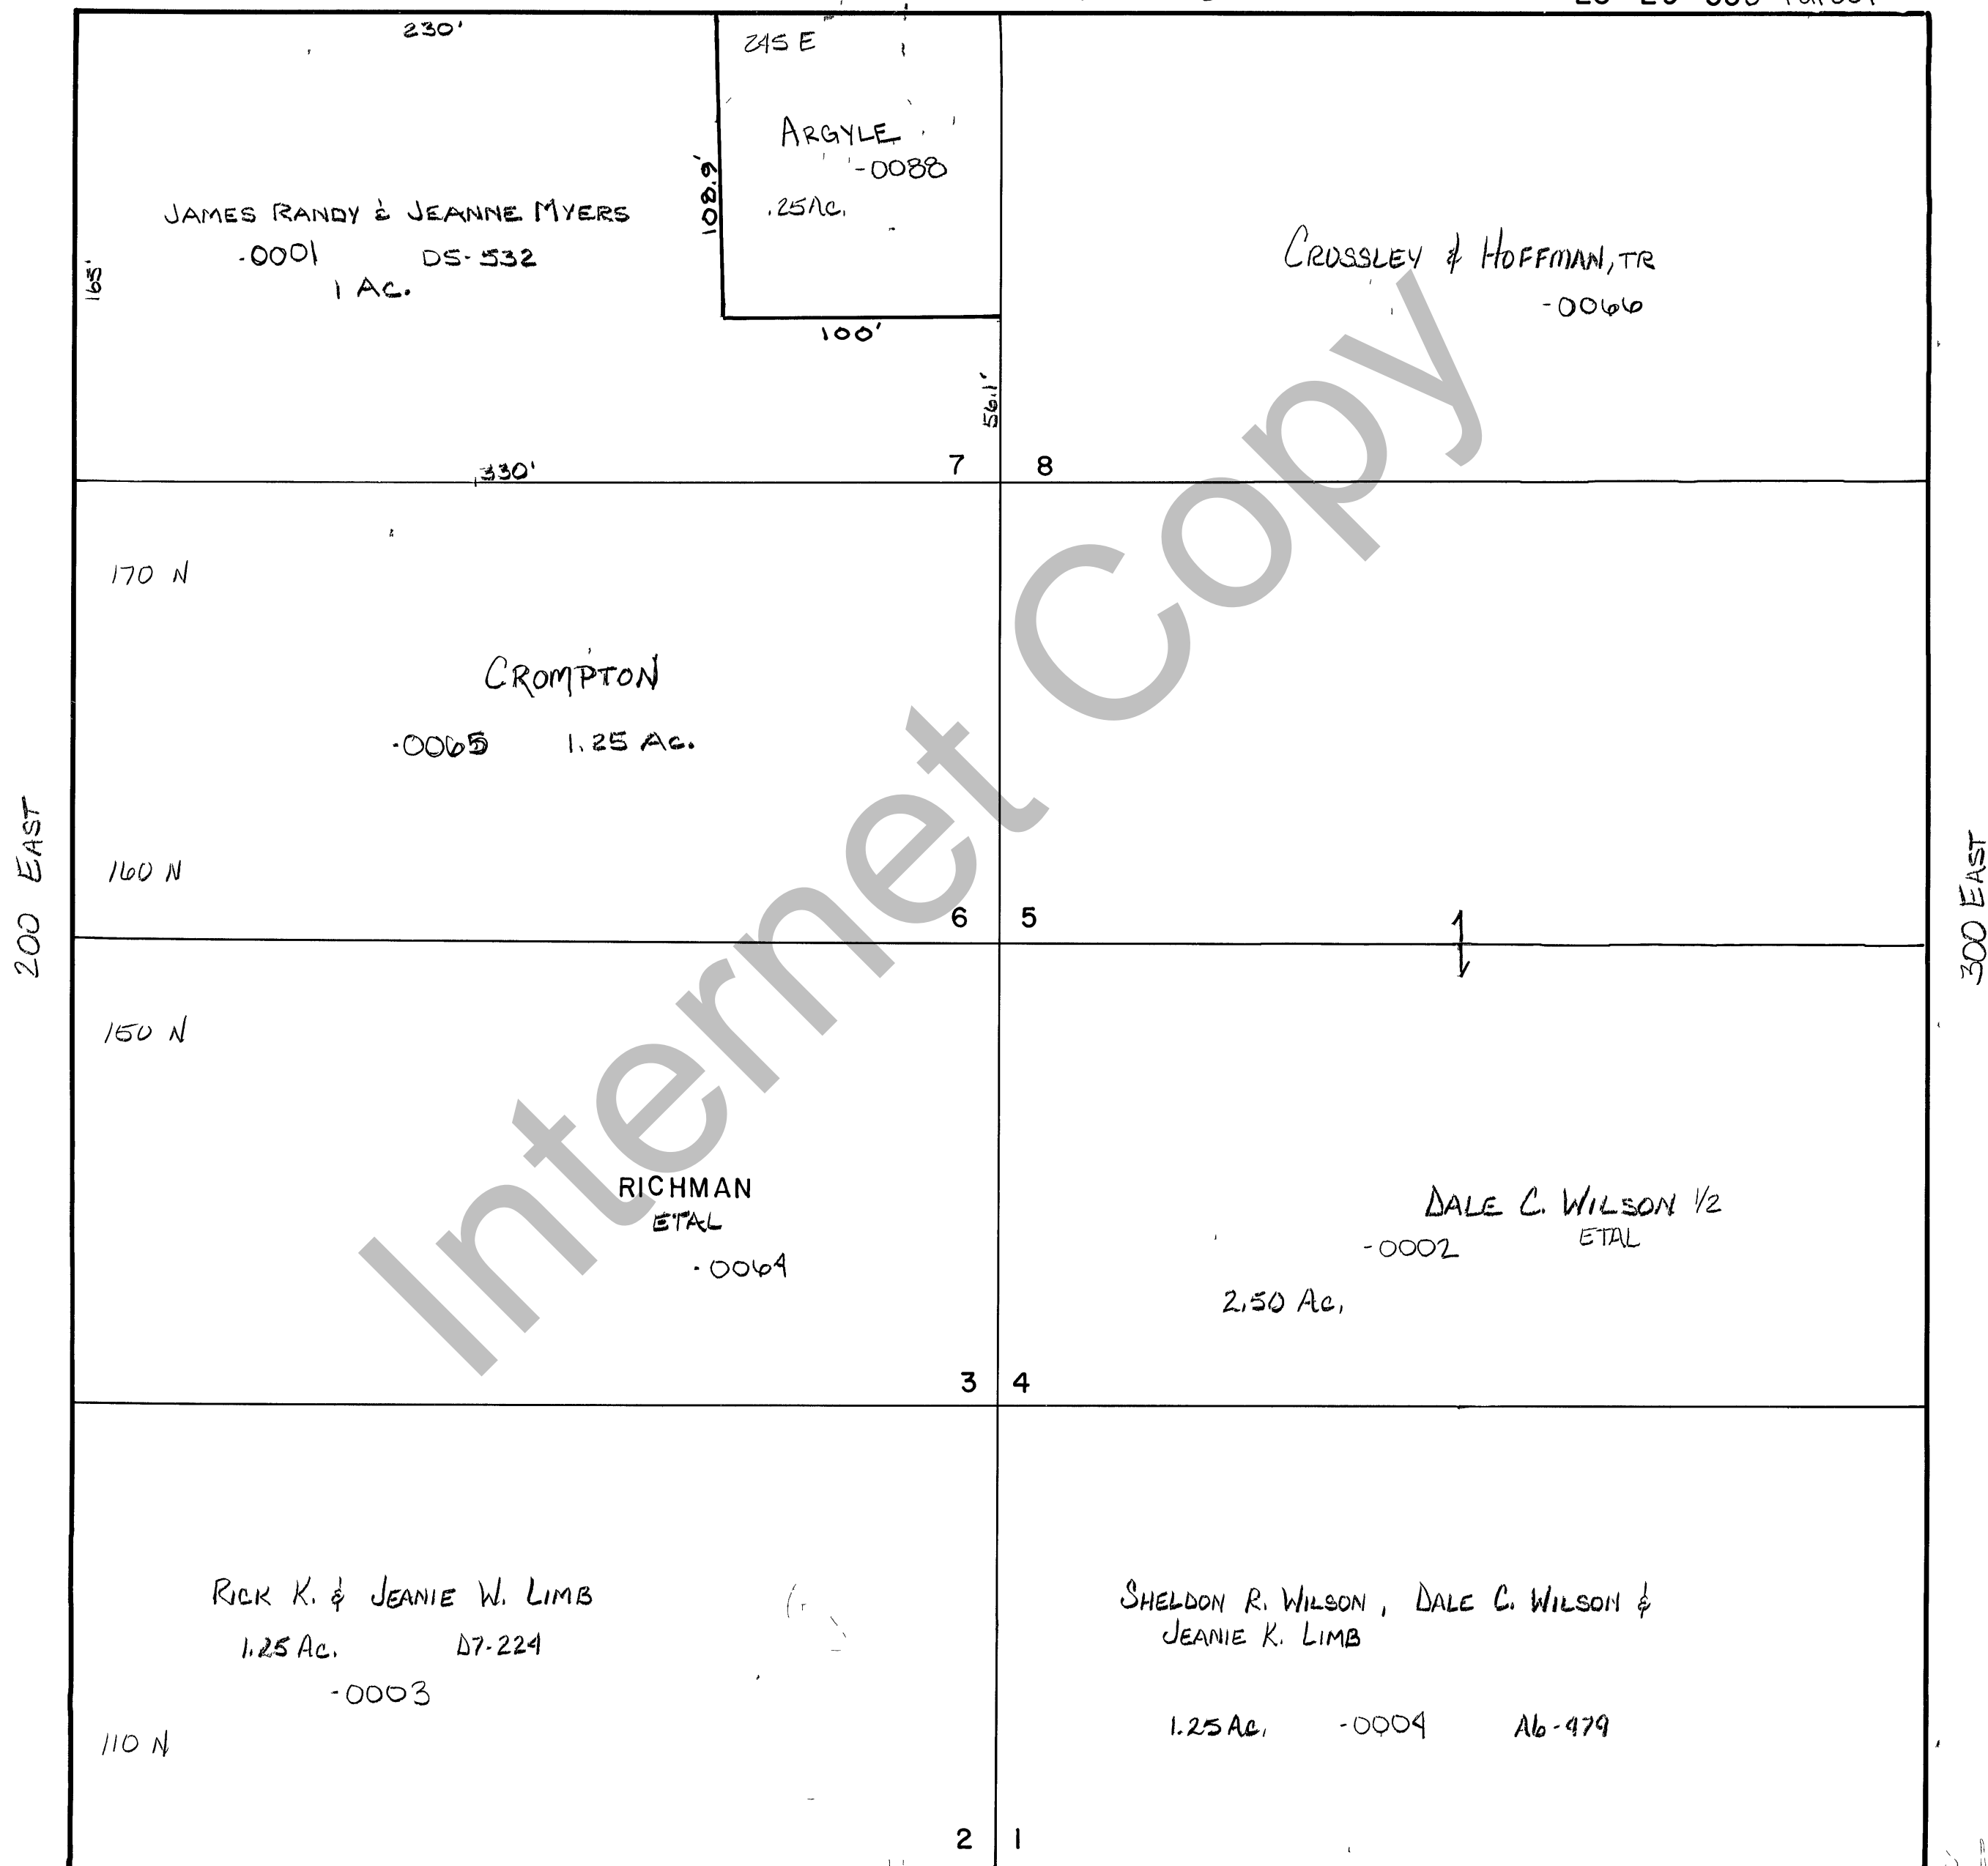 230'
245 E
ARGYLE
-0088
.25 AC.
108.9'
100'
56.1'
JAMES RANDY & JEANNE MYERS
-0001 D5-532
1 AC.
165'
330'
7
CROSSLEY & HOFFMAN, TR
-0066
8
170 N
CROMPTON
-0065 1.25 AC.
160 N
6
5
200 EAST
300 EAST
150 N
RICHMAN
ETAL
-0064
3
DALE C. WILSON 1/2
ETAL
-0002
2.50 AC.
4
RICK K. & JEANIE W. LIMB
1.25 AC. D7-224
-0003
110 N
2
SHELDON R. WILSON, DALE C. WILSON &
JEANIE K. LIMB
1.25 AC. -0004 A6-479
1
Internet Copy